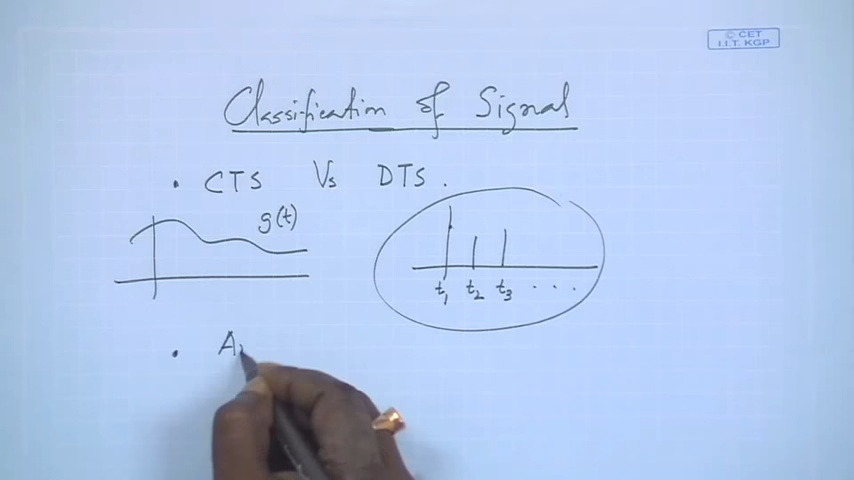 © CET
I.I.T. KGP
Classification of Signal
• CTS Vs DTS.
g(t)
t₁ t₂ t₃ . . . .
•